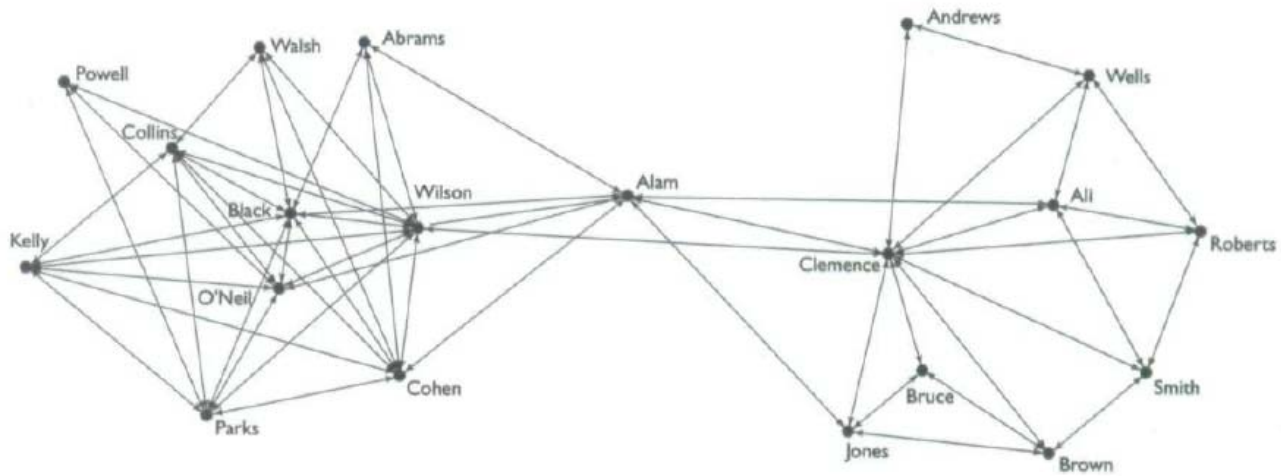 Andrews
Walsh
Abrams
Wells
Powell
Collins
Alam
Wilson
Ali
Black
Kelly
Roberts
Clemence
O'Neil
Cohen
Smith
Bruce
Parks
Jones
Brown